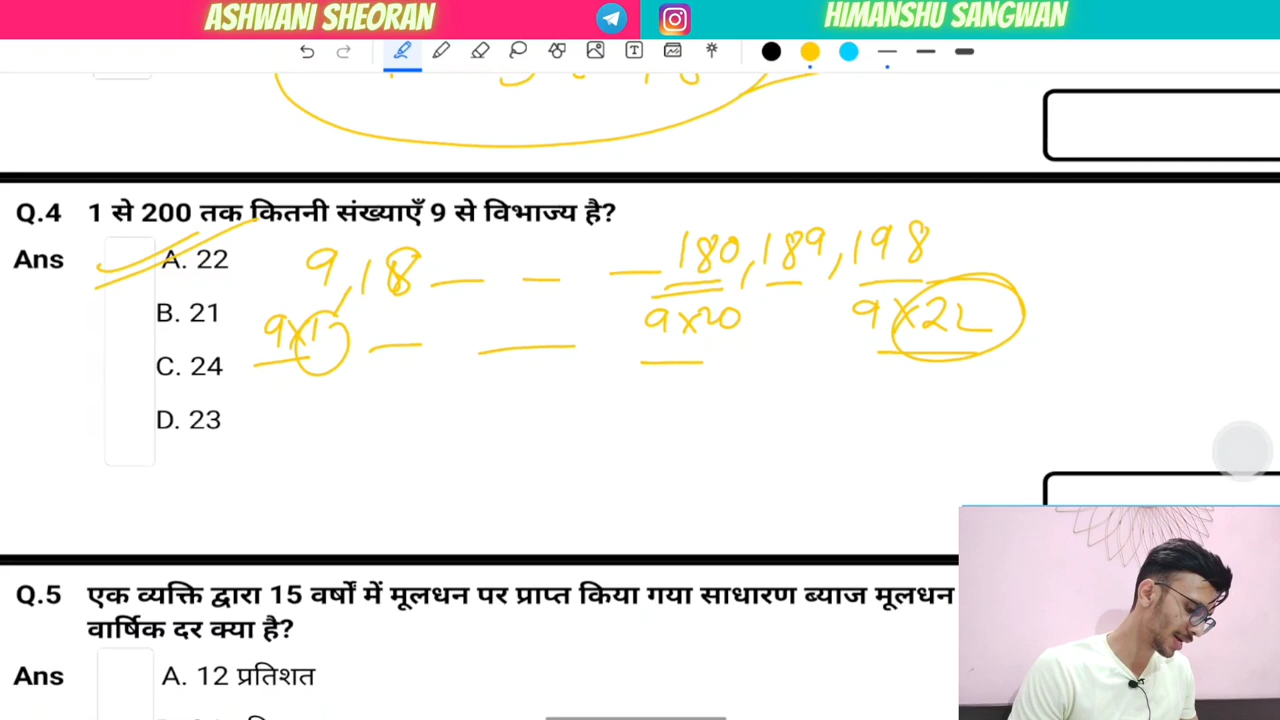 ASHWANI SHEORAN
HIMANSHU SANGWAN
Q.4 1 से 200 तक कितनी संख्याएँ 9 से विभाज्य है?
Ans A. 22
9, 18 — — — 180, 189, 198
B. 21
9×1 — — 9×20 9×22
C. 24
D. 23
Q.5 एक व्यक्ति द्वारा 15 वर्षों में मूलधन पर प्राप्त किया गया साधारण ब्याज मूलधन
वार्षिक दर क्या है?
Ans A. 12 प्रतिशत